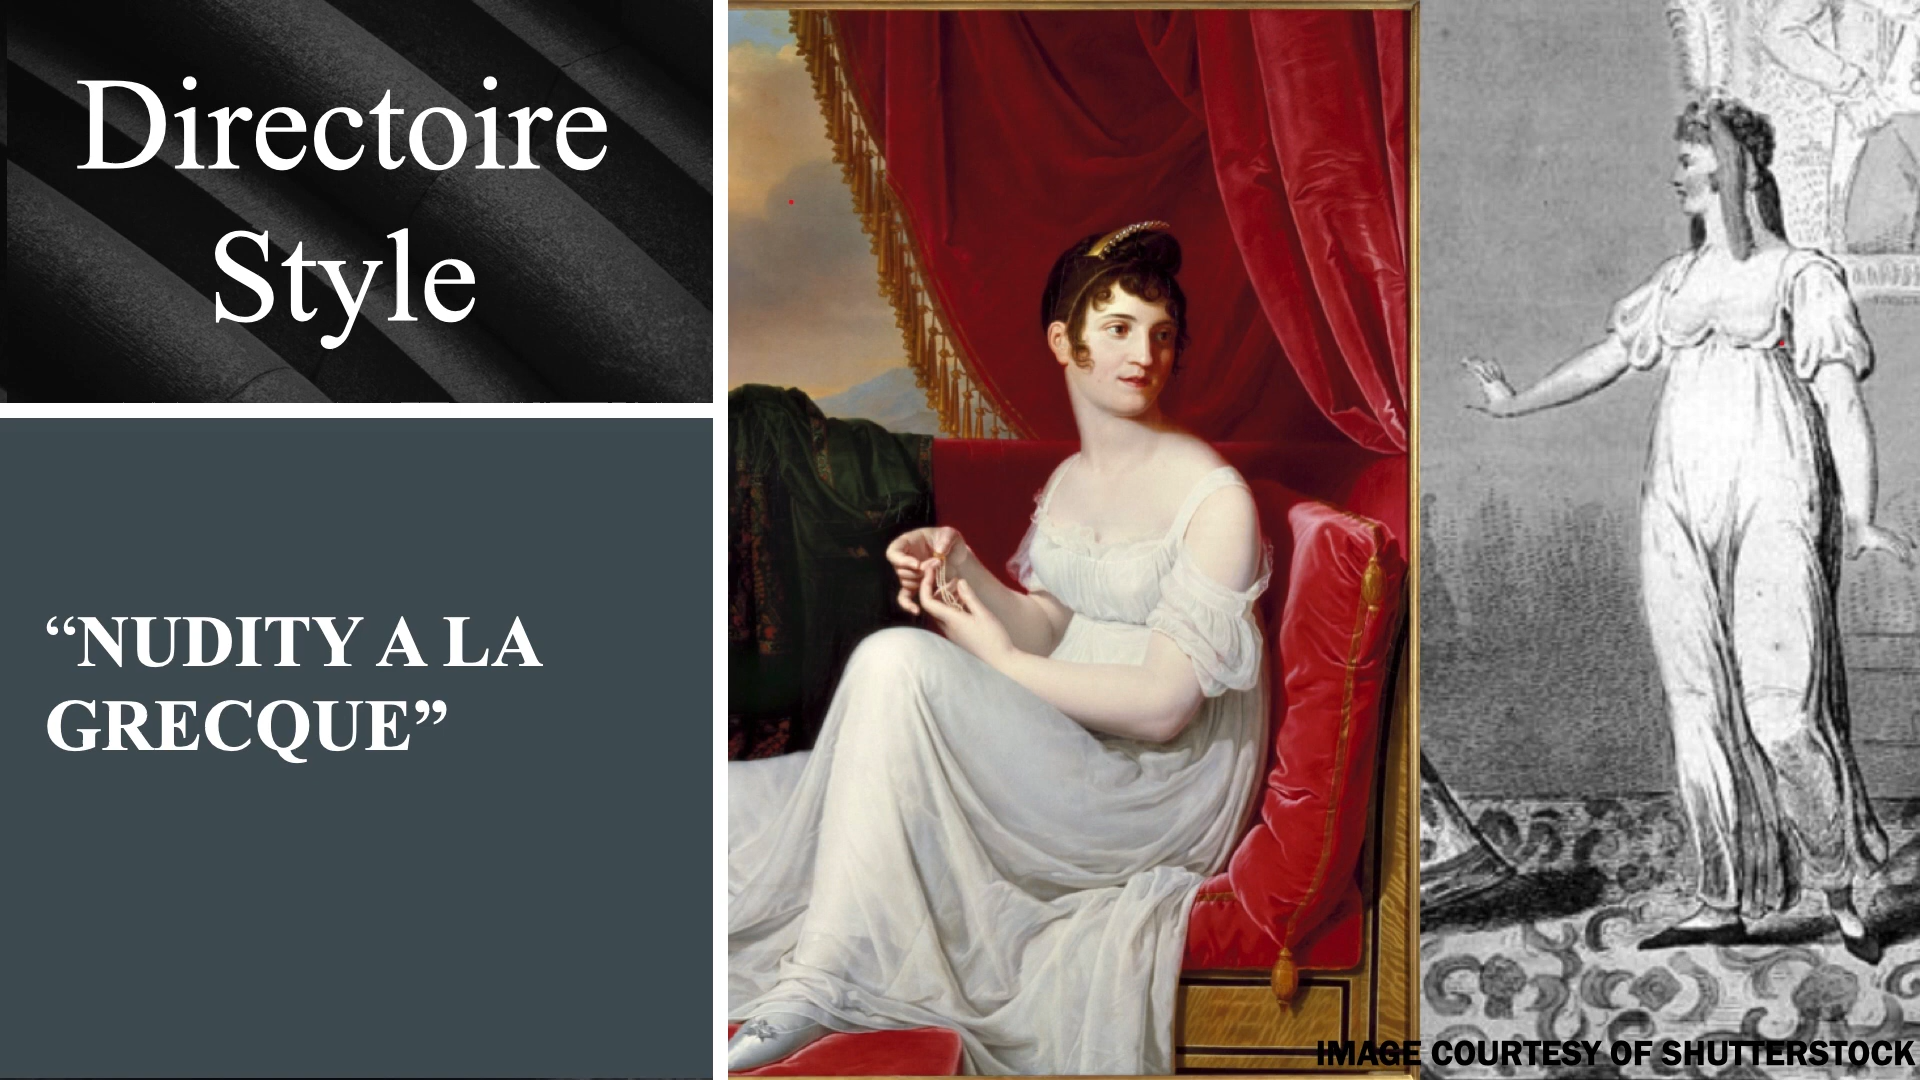 Directoire
Style
“NUDITY A LA
GRECQUE”
IMAGE COURTESY OF SHUTTERSTOCK